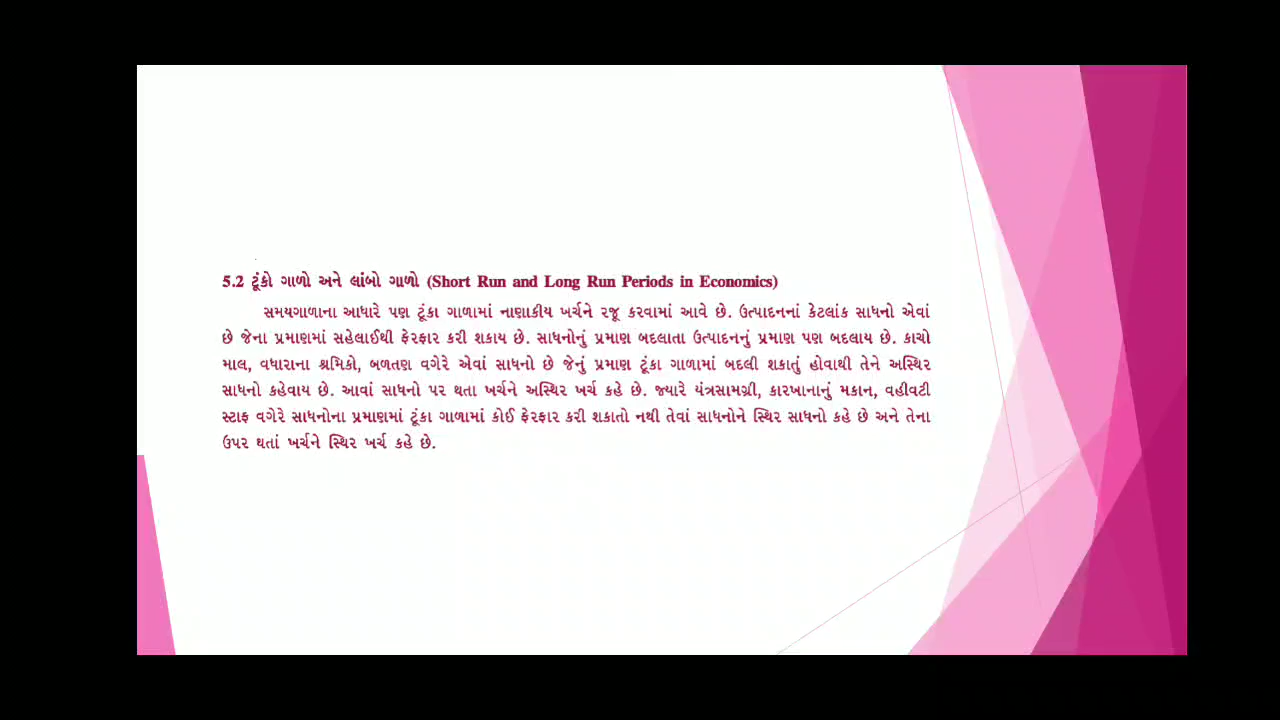 5.2 ટૂંકો ગાળો અને લાંબો ગાળો (Short Run and Long Run Periods in Economics)
સમયગાળાના આધારે પણ ટૂંકા ગાળામાં નાણાકીય ખર્ચને રજૂ કરવામાં આવે છે. ઉત્પાદનનાં કેટલાંક સાધનો એવાં
છે જેના પ્રમાણમાં સહેલાઈથી ફેરફાર કરી શકાય છે. સાધનોનું પ્રમાણ બદલાતા ઉત્પાદનનું પ્રમાણ પણ બદલાય છે. કાચો
માલ, વધારાના શ્રમિકો, બળતણ વગેરે એવાં સાધનો છે જેનું પ્રમાણ ટૂંકા ગાળામાં બદલી શકાતું હોવાથી તેને અસ્થિર
સાધનો કહેવાય છે. આવાં સાધનો પર થતા ખર્ચને અસ્થિર ખર્ચ કહે છે. જ્યારે યંત્રસામગ્રી, કારખાનાનું મકાન, વહીવટી
સ્ટાફ વગેરે સાધનોના પ્રમાણમાં ટૂંકા ગાળામાં કોઈ ફેરફાર કરી શકાતો નથી તેવાં સાધનોને સ્થિર સાધનો કહે છે અને તેના
ઉપર થતાં ખર્ચને સ્થિર ખર્ચ કહે છે.